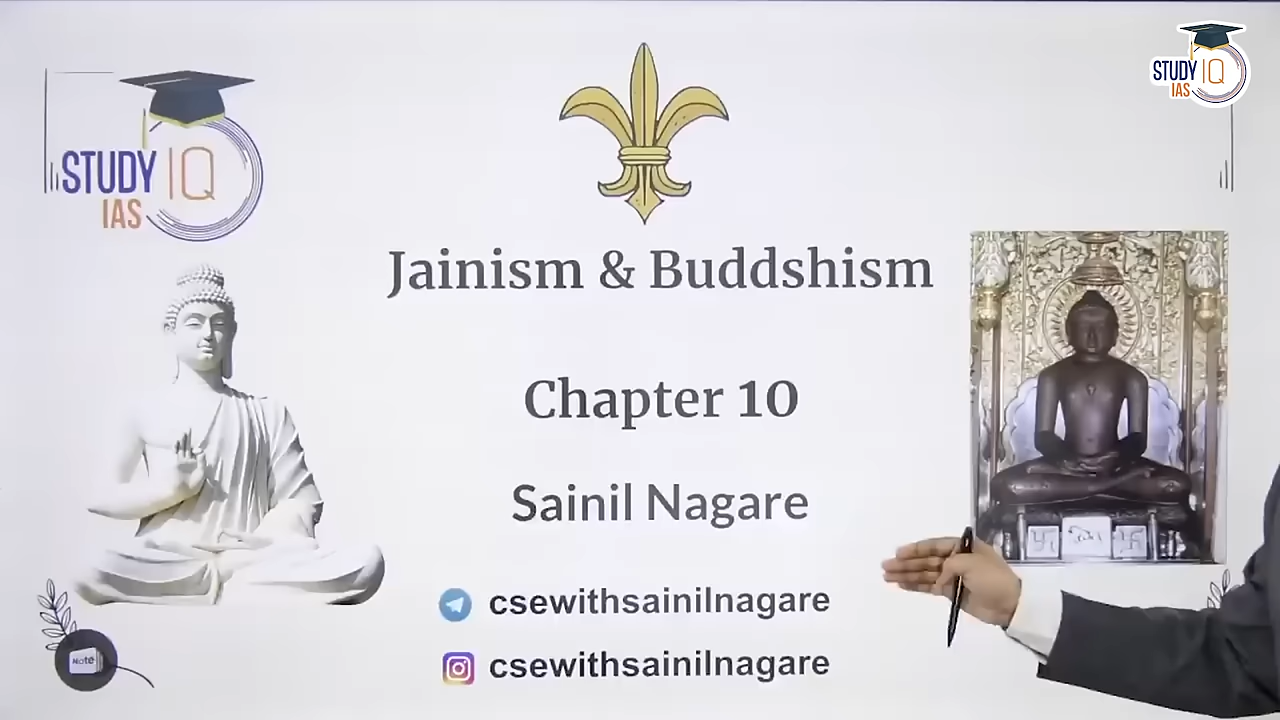 STUDY IQ
IAS
STUDY IQ
IAS
Jainism & Buddshism
Chapter 10
Sainil Nagare
csewithsainilnagare
csewithsainilnagare
Note